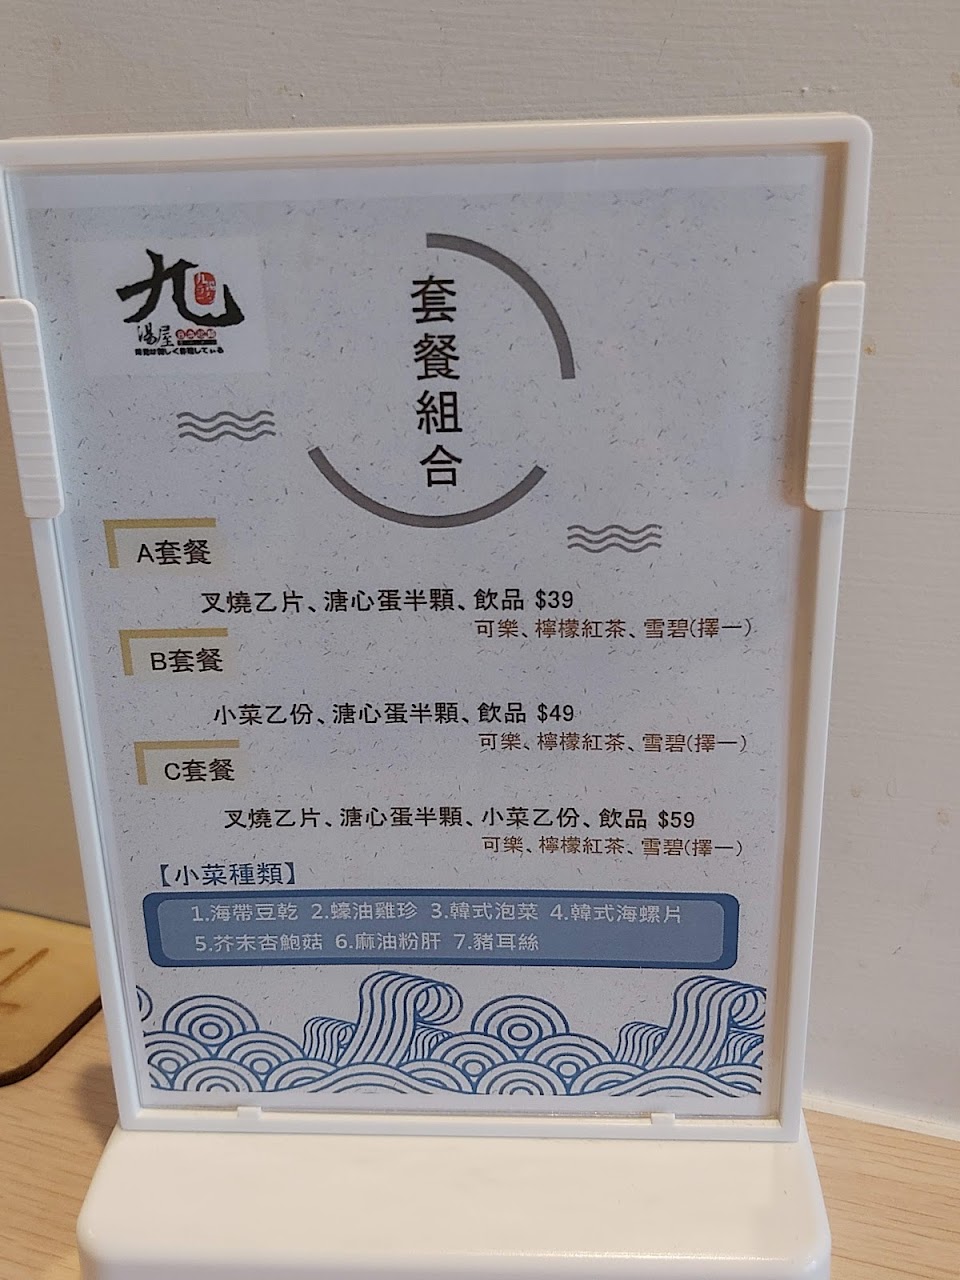 九
湯屋
套餐組合
A套餐
叉燒乙片、溏心蛋半顆、飲品 $39
可樂、檸檬紅茶、雪碧(擇一)
B套餐
小菜乙份、溏心蛋半顆、飲品 $49
可樂、檸檬紅茶、雪碧(擇一)
C套餐
叉燒乙片、溏心蛋半顆、小菜乙份、飲品 $59
可樂、檸檬紅茶、雪碧(擇一)
【小菜種類】
1.海帶豆乾 2.蠔油雞珍 3.韓式泡菜 4.韓式海螺片
5.芥末杏鮑菇 6.麻油粉肝 7.豬耳絲